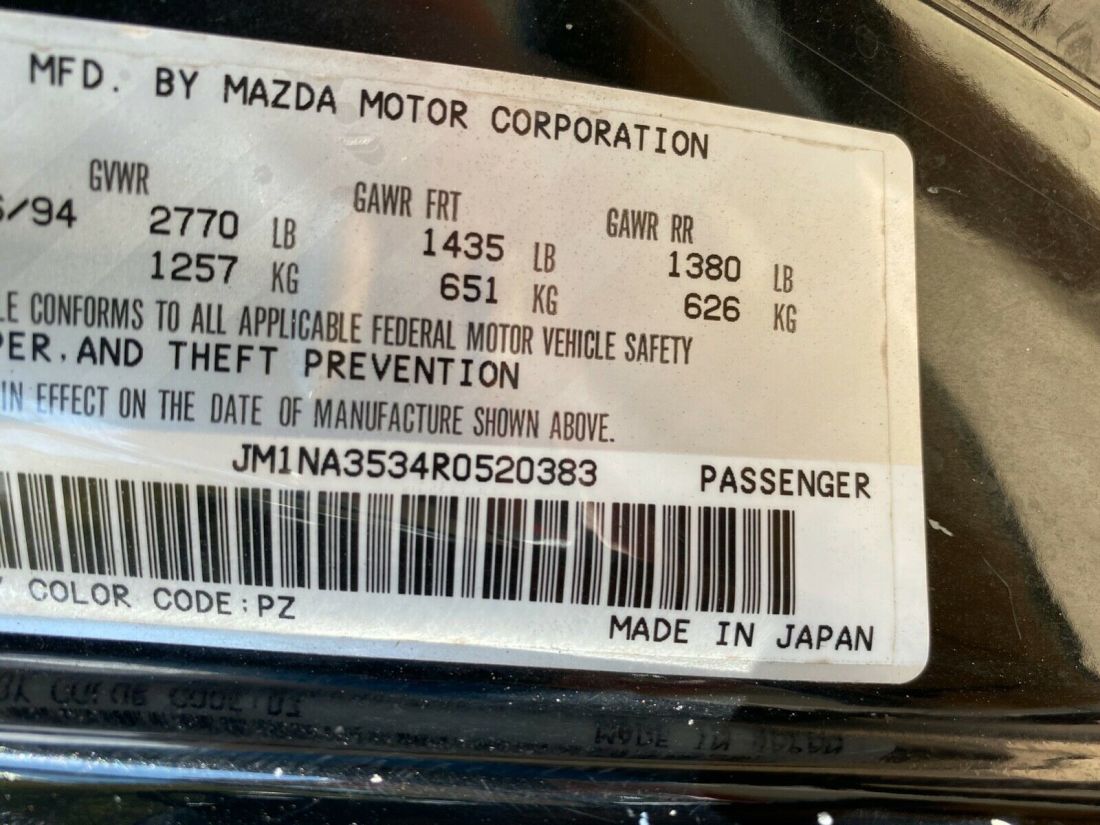 MFD. BY MAZDA MOTOR CORPORATION
GVWR GAWR FRT GAWR RR
/94 2770 LB 1435 LB 1380 LB
1257 KG 651 KG 626 KG
LE CONFORMS TO ALL APPLICABLE FEDERAL MOTOR VEHICLE SAFETY
PER, AND THEFT PREVENTION
IN EFFECT ON THE DATE OF MANUFACTURE SHOWN ABOVE.
JM1NA3534R0520383 PASSENGER
COLOR CODE:PZ
MADE IN JAPAN